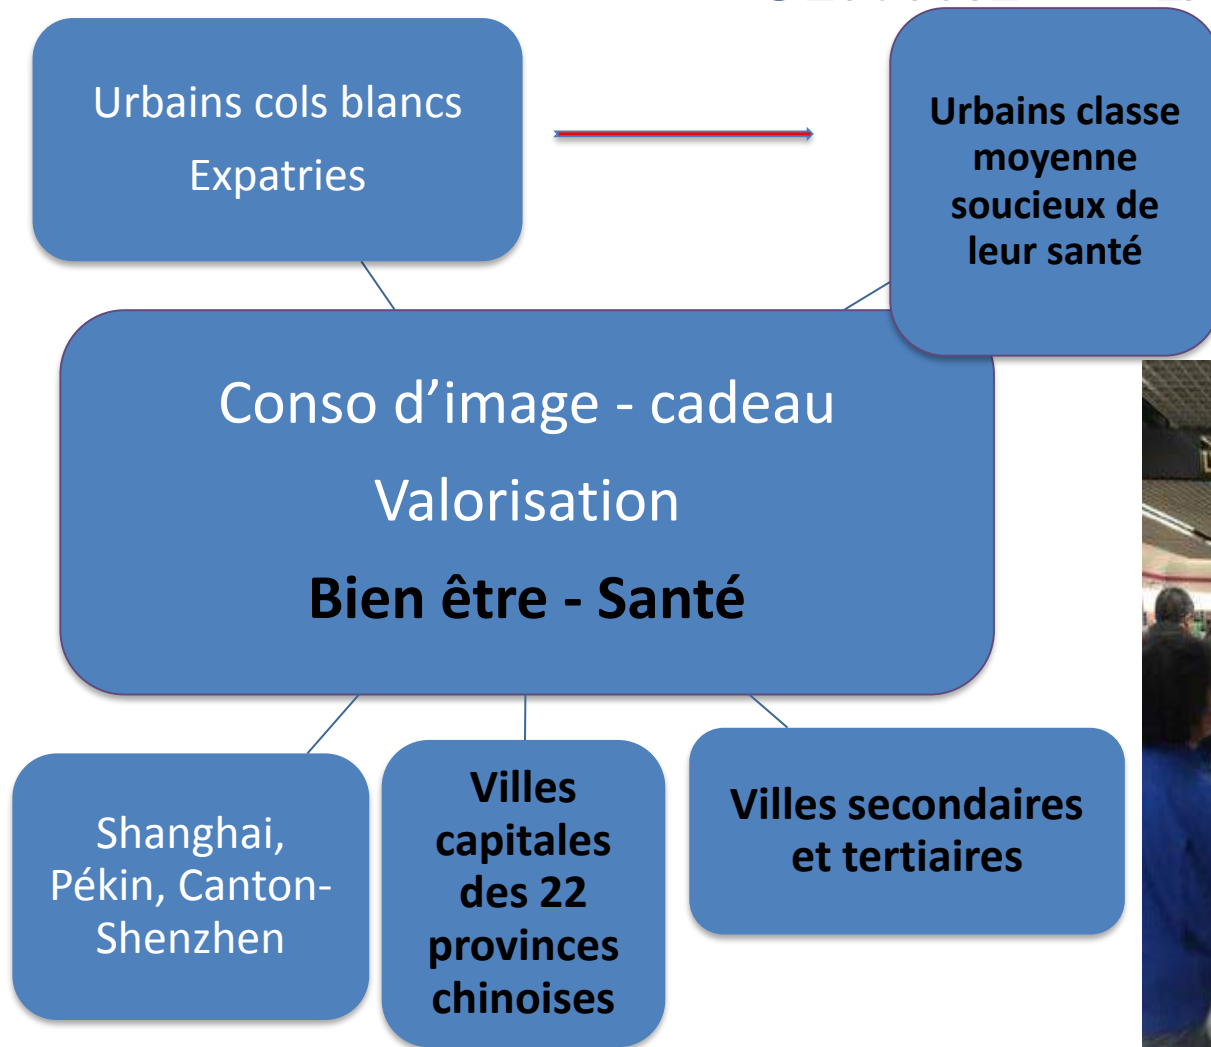 Urbains cols blancs
Expatries
Urbains classe
moyenne
soucieux de
leur santé
Conso d’image - cadeau
Valorisation
Bien être - Santé
Shanghai,
Pékin, Canton-
Shenzhen
Villes
capitales
des 22
provinces
chinoises
Villes secondaires
et tertiaires